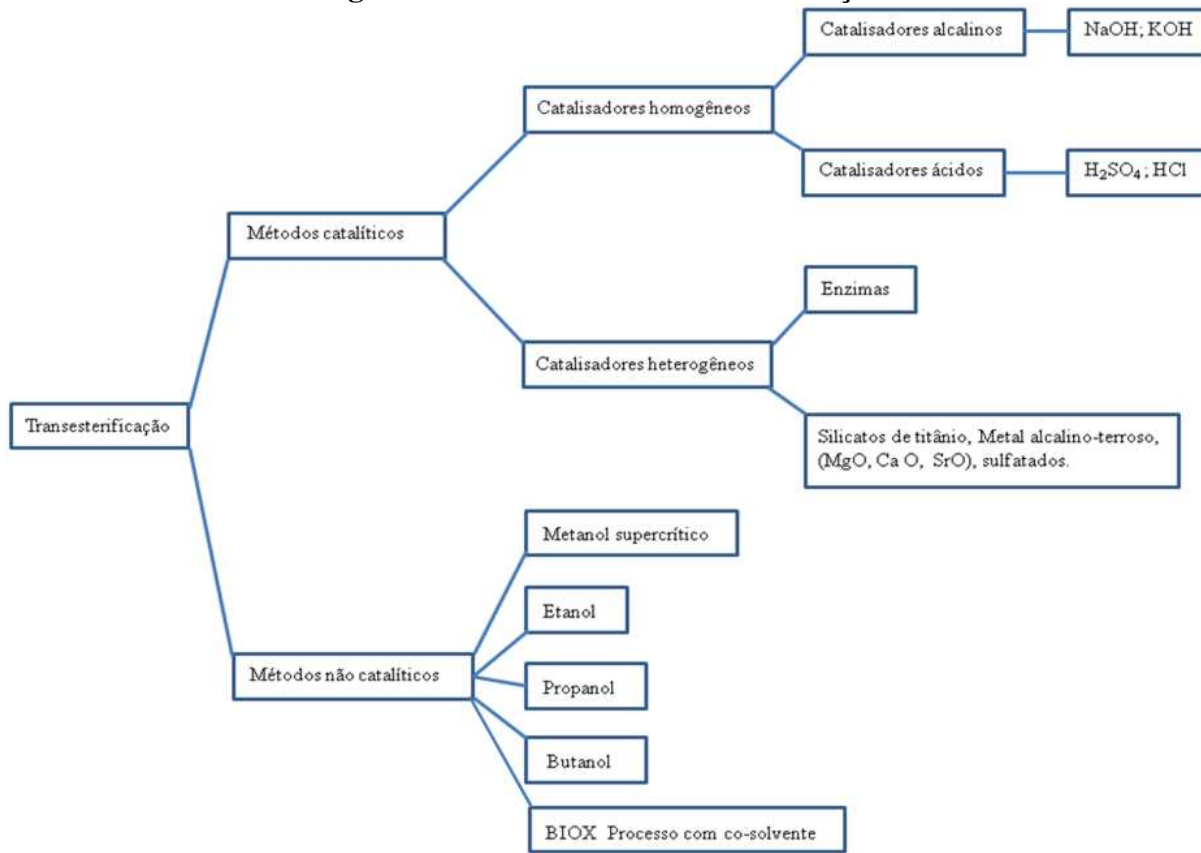 Catalisadores alcalinos
NaOH; KOH
Catalisadores homogêneos
Catalisadores ácidos
H₂SO₄; HCl
Métodos catalíticos
Enzimas
Catalisadores heterogêneos
Transesterificação
Silicatos de titânio, Metal alcalino-terroso,
(MgO, Ca O, SrO), sulfatados.
Metanol supercrítico
Etanol
Métodos não catalíticos
Propanol
Butanol
BIOX Processo com co-solvente